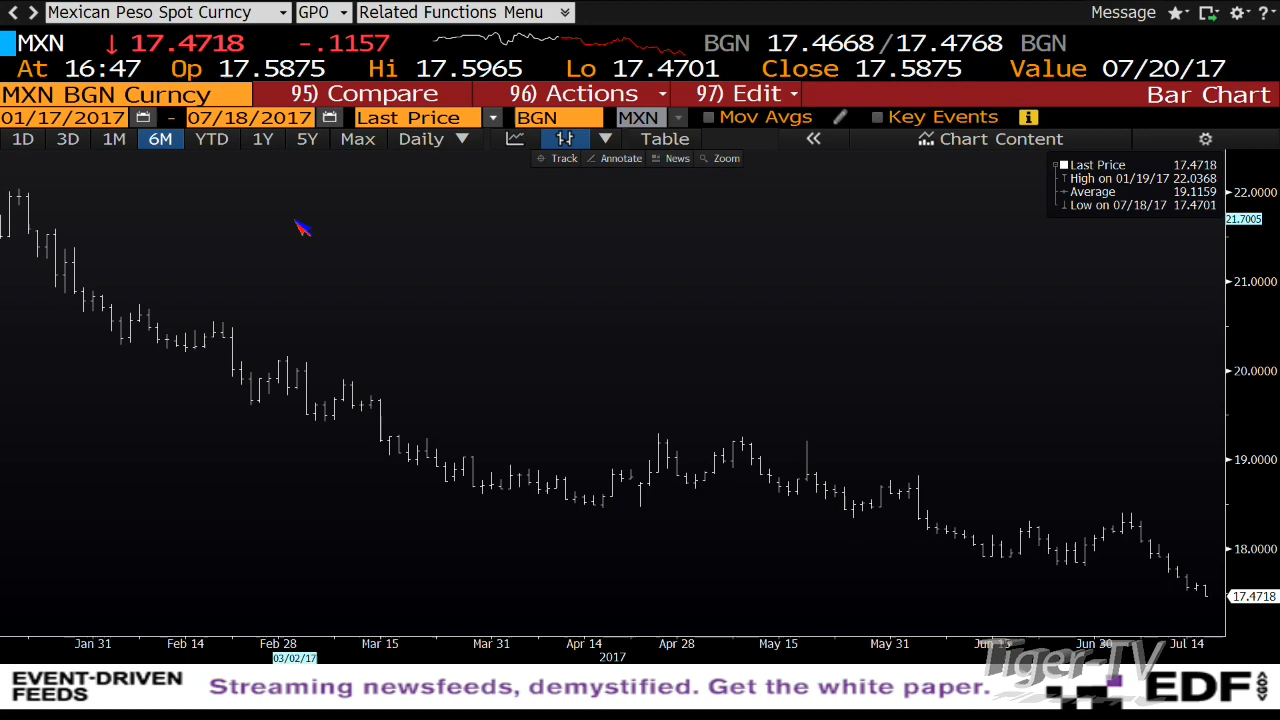 Mexican Peso Spot Curncy GPO Related Functions Menu Message
MXN ↓ 17.4718 -.1157 BGN 17.4668/17.4768 BGN
At 16:47 Op 17.5875 Hi 17.5965 Lo 17.4701 Close 17.5875 Value 07/20/17
MXN BGN Curncy 95) Compare 96) Actions 97) Edit Bar Chart
01/17/2017 - 07/18/2017 Last Price BGN MXN Mov Avgs Key Events
1D 3D 1M 6M YTD 1Y 5Y Max Daily Table Chart Content
Track Annotate News Zoom
Last Price 17.4718
High on 01/19/17 22.0368
Average 19.1159
Low on 07/18/17 17.4701
22.0000
21.7005
21.0000
20.0000
19.0000
18.0000
17.4718
Jan 31 Feb 14 Feb 28 Mar 15 Mar 31 Apr 14 Apr 28 May 15 May 31 Jun 15 Jun 30 Jul 14
03/02/17 2017
Tiger-TV
EVENT-DRIVEN
FEEDS
Streaming newsfeeds, demystified. Get the white paper.
EDF